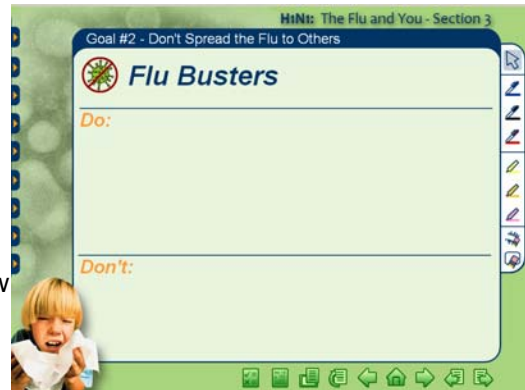 H1N1: The Flu and You - Section 3
Goal #2 - Don't Spread the Flu to Others
Flu Busters
Do:
Don't:
w